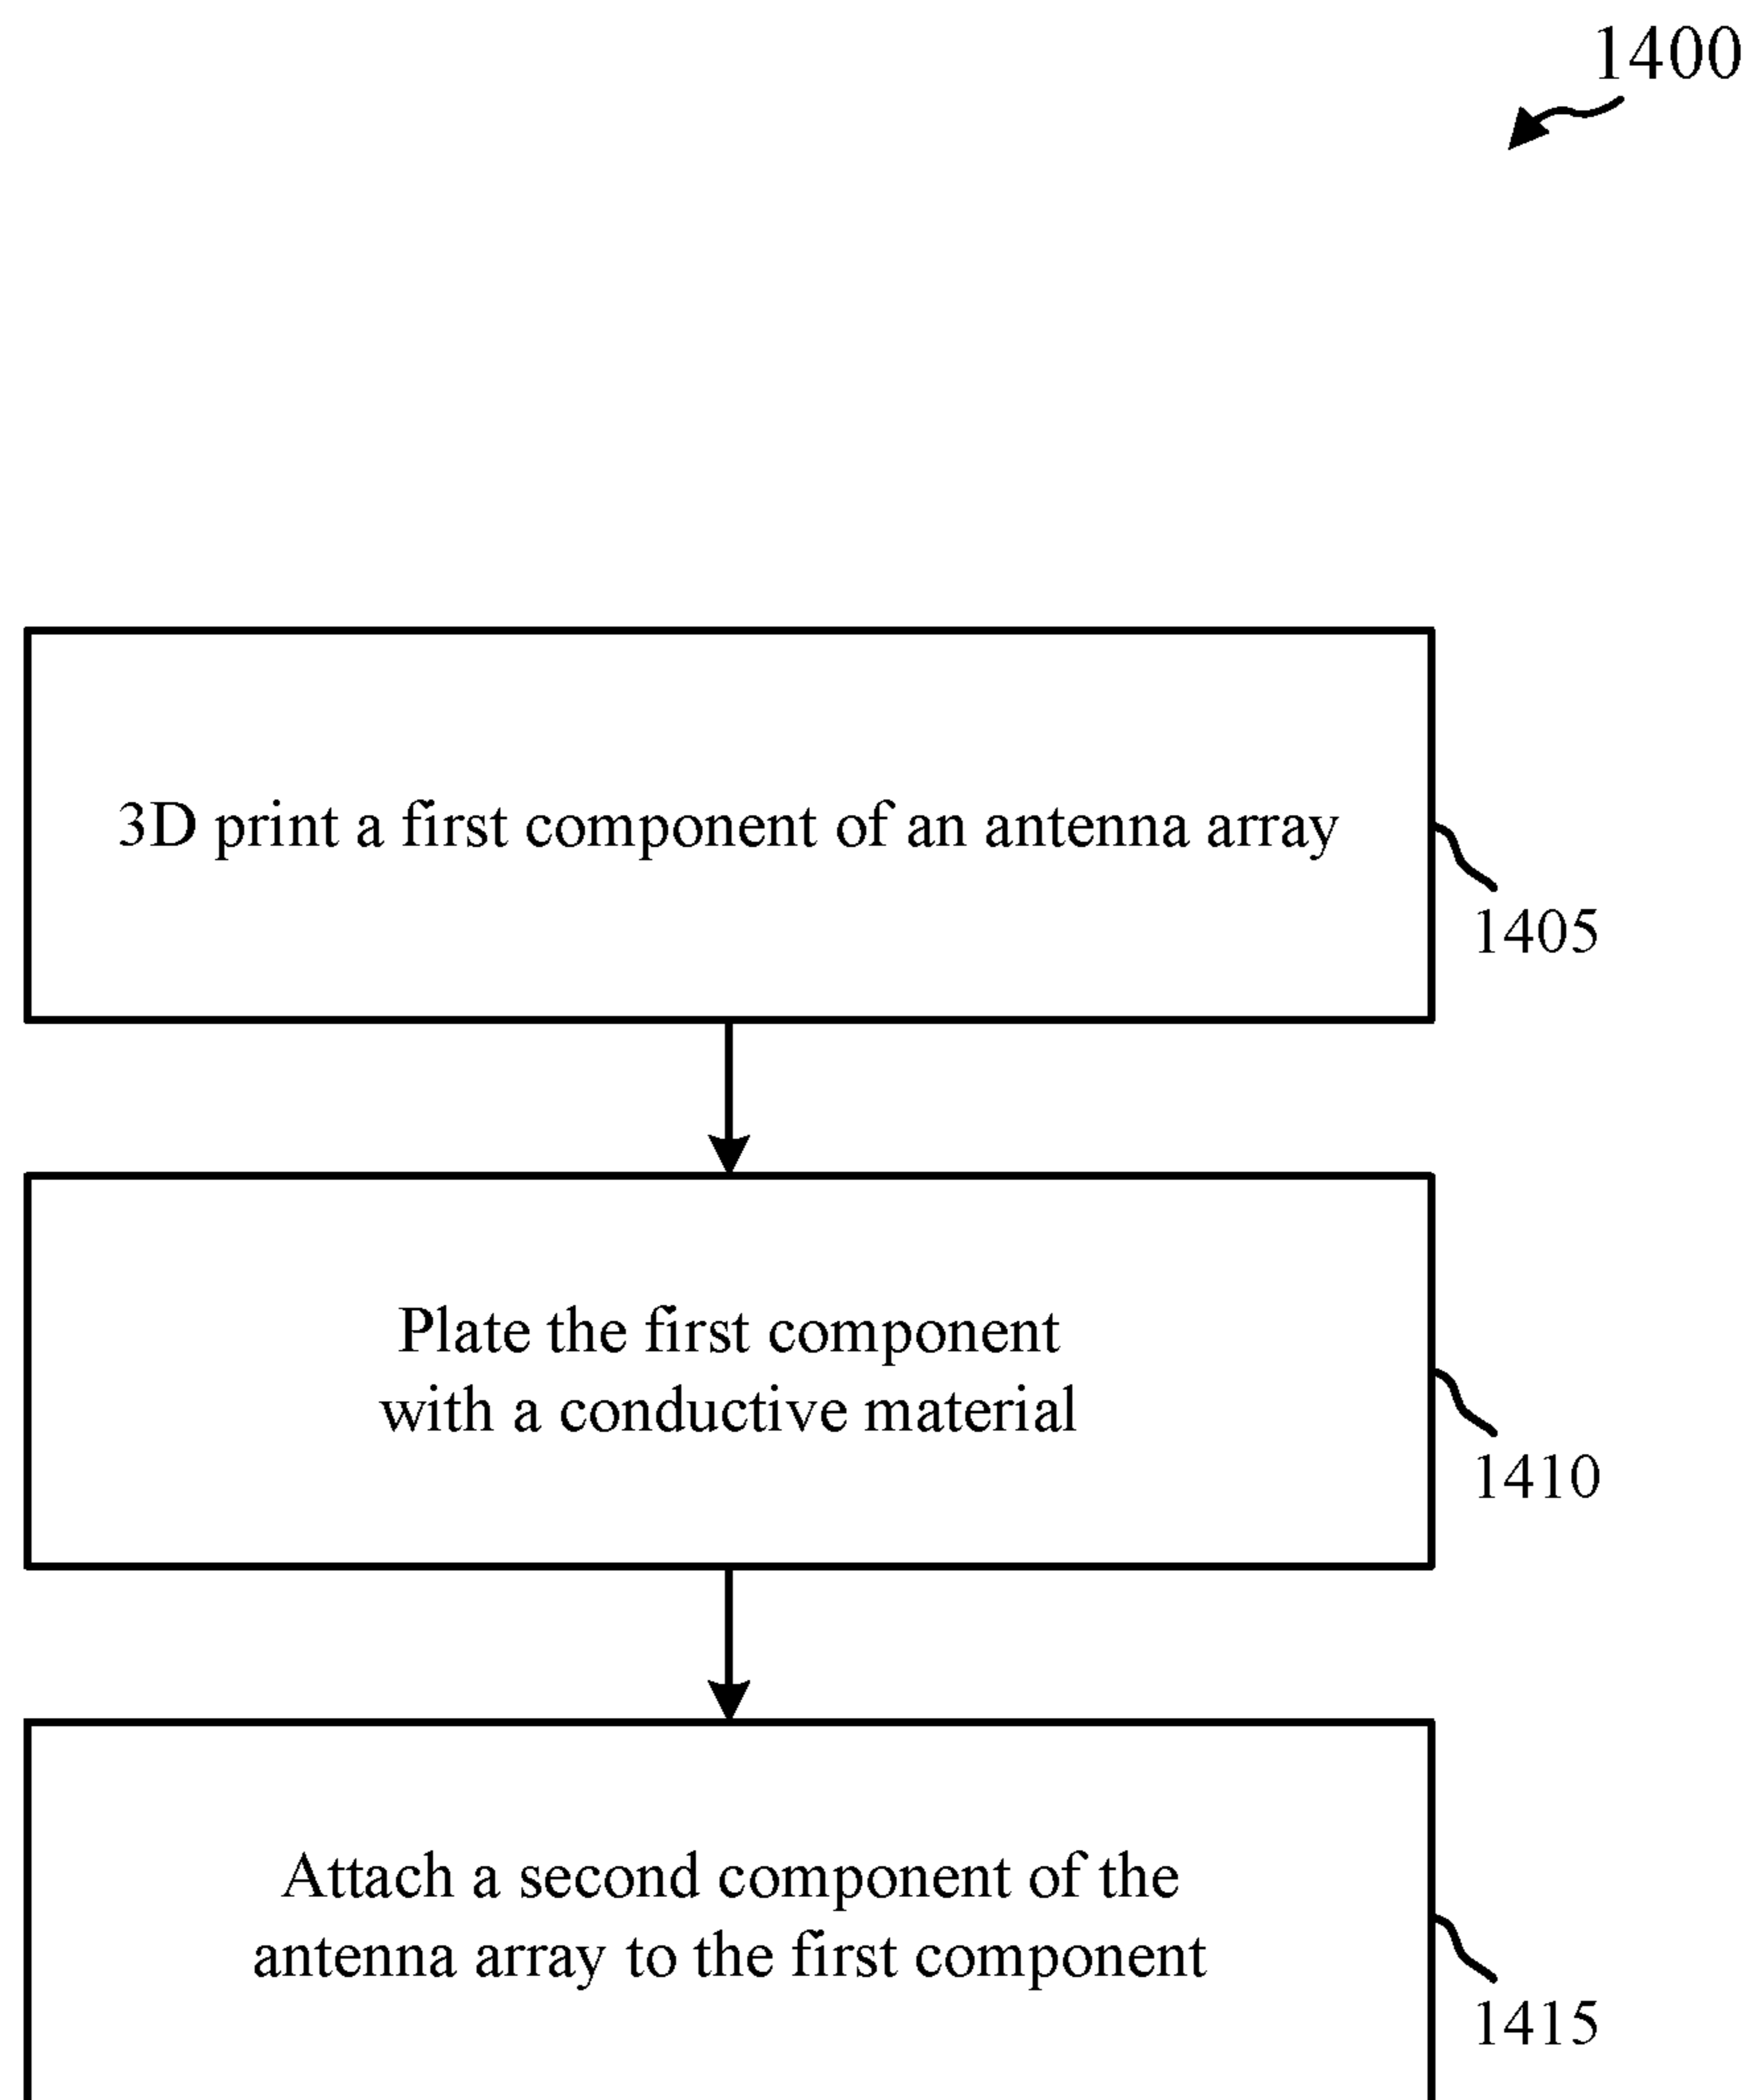 1400
3D print a first component of an antenna array
1405
Plate the first component
with a conductive material
1410
Attach a second component of the
antenna array to the first component
1415